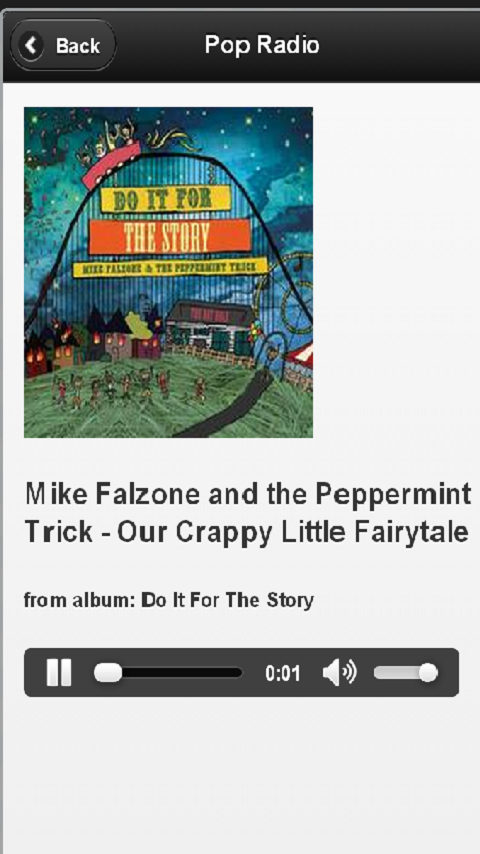 Back
Pop Radio
DO IT FOR
THE STORY
MIKE FALZONE & THE PEPPERMINT TRICK
Mike Falzone and the Peppermint
Trick - Our Crappy Little Fairytale
from album: Do It For The Story
0:01